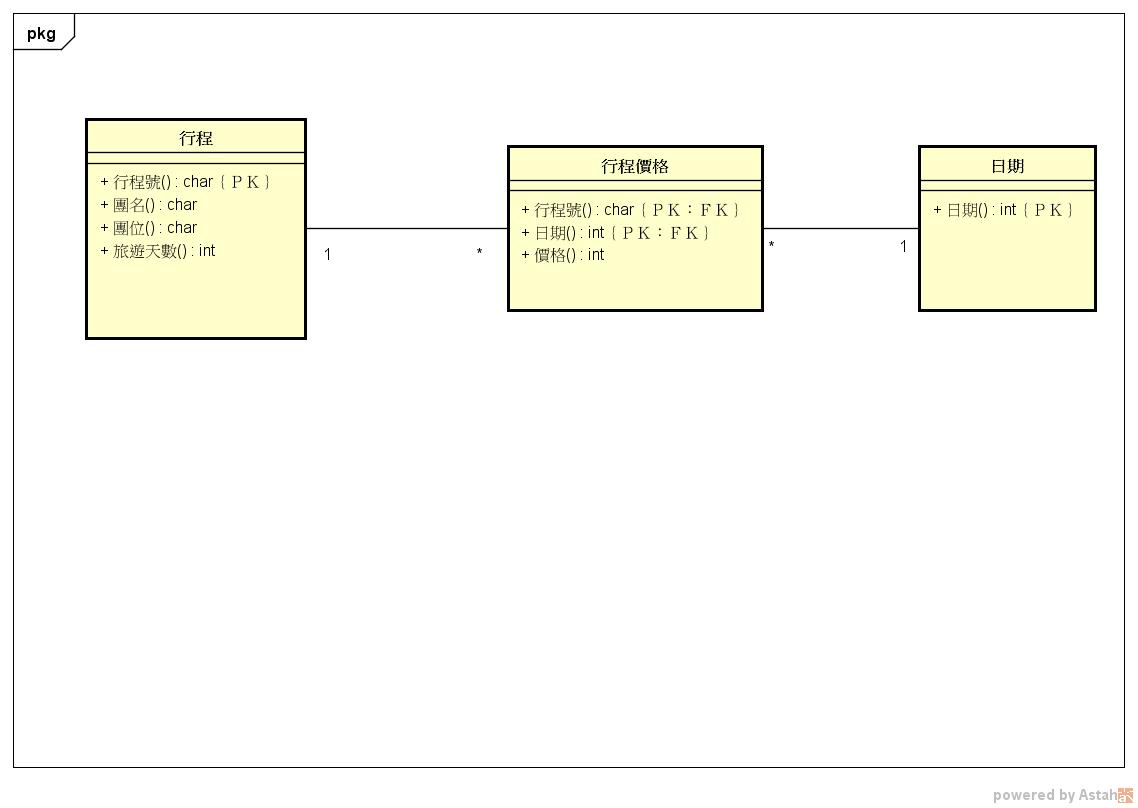 pkg
行程
+ 行程號() : char｛ＰＫ｝
+ 團名() : char
+ 團位() : char
+ 旅遊天數() : int
1
*
行程價格
+ 行程號() : char｛ＰＫ：ＦＫ｝
+ 日期() : int｛ＰＫ：ＦＫ｝
+ 價格() : int
*
1
日期
+ 日期() : int｛ＰＫ｝
powered by Astah